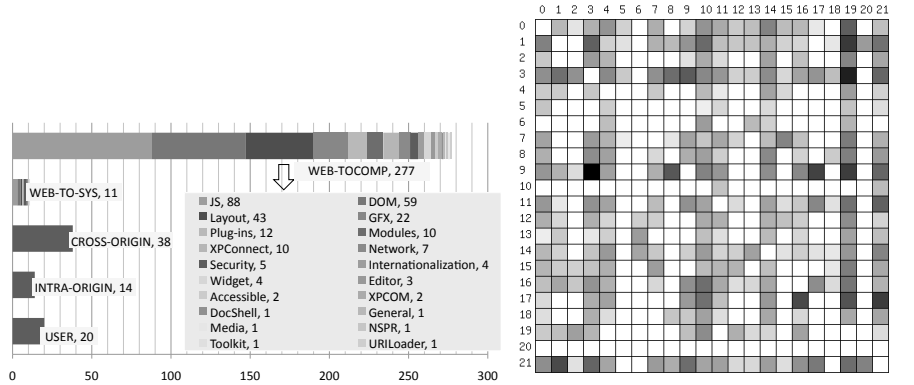 WEB-TOCOMP, 277
WEB-TO-SYS, 11
CROSS-ORIGIN, 38
INTRA-ORIGIN, 14
USER, 20
JS, 88 DOM, 59
Layout, 43 GFX, 22
Plug-ins, 12 Modules, 10
XPConnect, 10 Network, 7
Security, 5 Internationalization, 4
Widget, 4 Editor, 3
Accessible, 2 XPCOM, 2
DocShell, 1 General, 1
Media, 1 NSPR, 1
Toolkit, 1 URILoader, 1
0 50 100 150 200 250 300
0 1 2 3 4 5 6 7 8 9 10 11 12 13 14 15 16 17 18 19 20 21
0
1
2
3
4
5
6
7
8
9
10
11
12
13
14
15
16
17
18
19
20
21